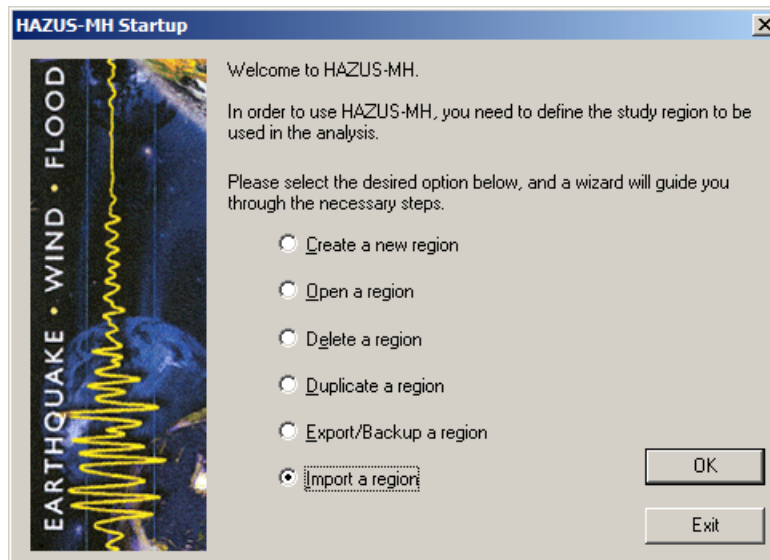 HAZUS-MH Startup
EARTHQUAKE • WIND • FLOOD
Welcome to HAZUS-MH.
In order to use HAZUS-MH, you need to define the study region to be
used in the analysis.
Please select the desired option below, and a wizard will guide you
through the necessary steps.
Create a new region
Open a region
Delete a region
Duplicate a region
Export/Backup a region
Import a region
OK
Exit